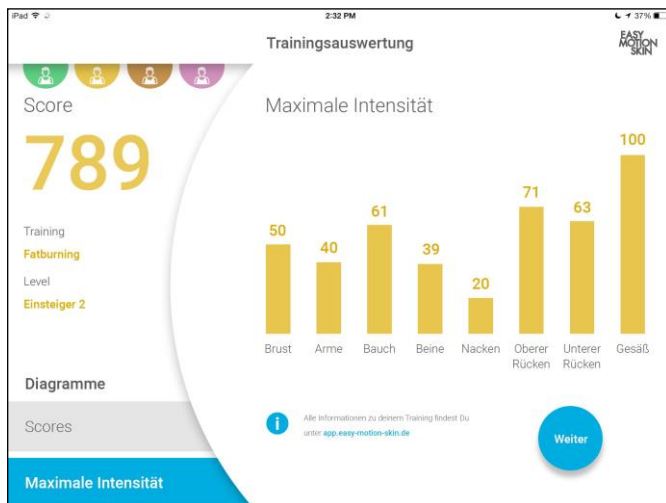 iPad
2:32 PM
37%
Trainingsauswertung
EASY
MOTION
SKIN
Score
789
Training
Fatburning
Level
Einsteiger 2
Diagramme
Scores
Maximale Intensität
Maximale Intensität
50
40
61
39
20
71
63
100
Brust
Arme
Bauch
Beine
Nacken
Oberer
Rücken
Unterer
Rücken
Gesäß
i
Alle Informationen zu deinem Training findest Du
unter app.easy-motion-skin.de
Weiter